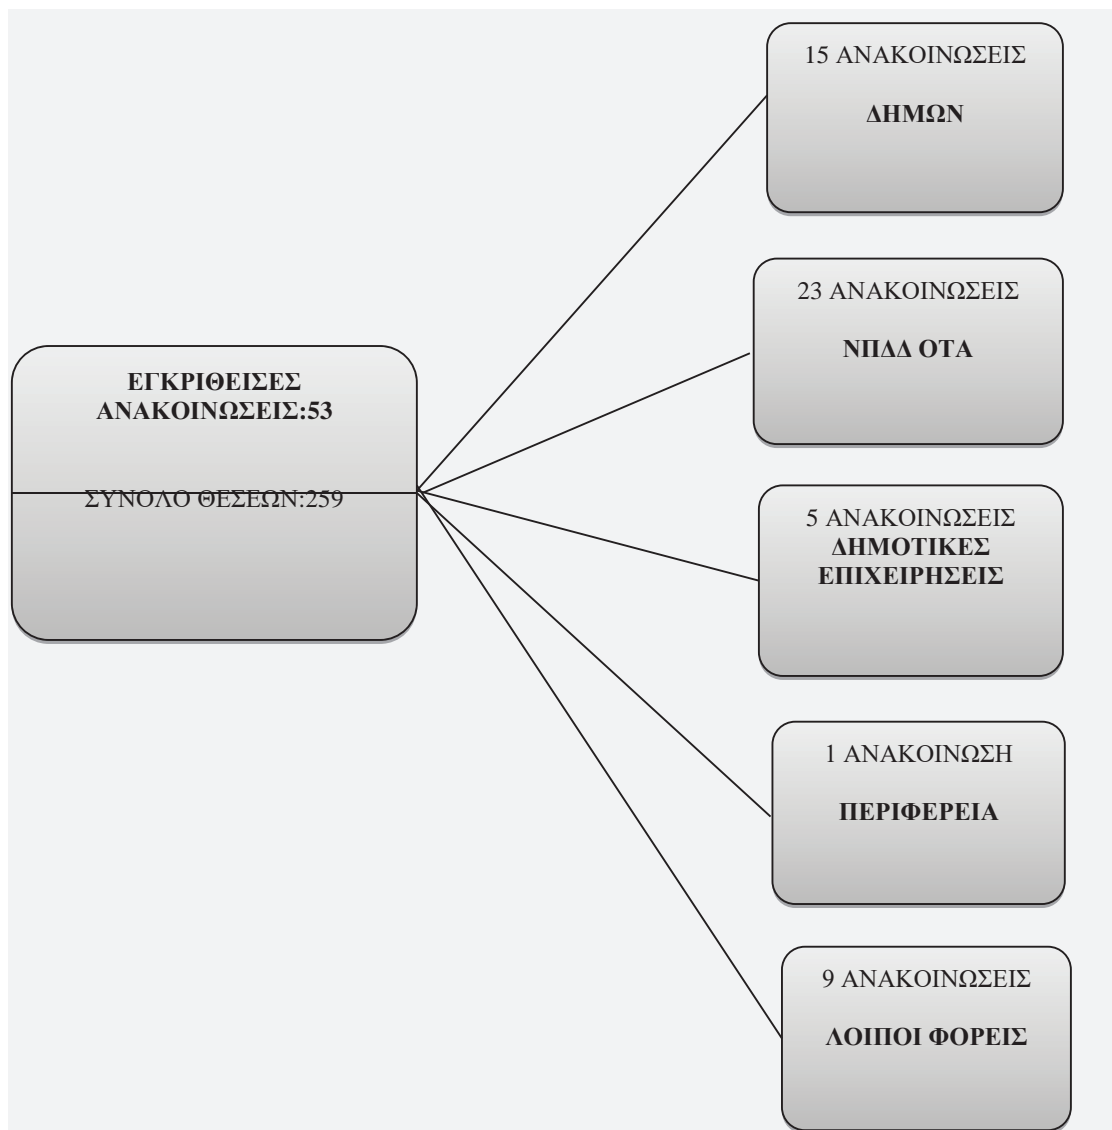 15 ΑΝΑΚΟΙΝΩΣΕΙΣ
ΔΗΜΩΝ
23 ΑΝΑΚΟΙΝΩΣΕΙΣ
ΝΠΔΔ ΟΤΑ
ΕΓΚΡΙΘΕΙΣΕΣ
ΑΝΑΚΟΙΝΩΣΕΙΣ:53
ΣΥΝΟΛΟ ΘΕΣΕΩΝ:259
5 ΑΝΑΚΟΙΝΩΣΕΙΣ
ΔΗΜΟΤΙΚΕΣ
ΕΠΙΧΕΙΡΗΣΕΙΣ
1 ΑΝΑΚΟΙΝΩΣΗ
ΠΕΡΙΦΕΡΕΙΑ
9 ΑΝΑΚΟΙΝΩΣΕΙΣ
ΛΟΙΠΟΙ ΦΟΡΕΙΣ